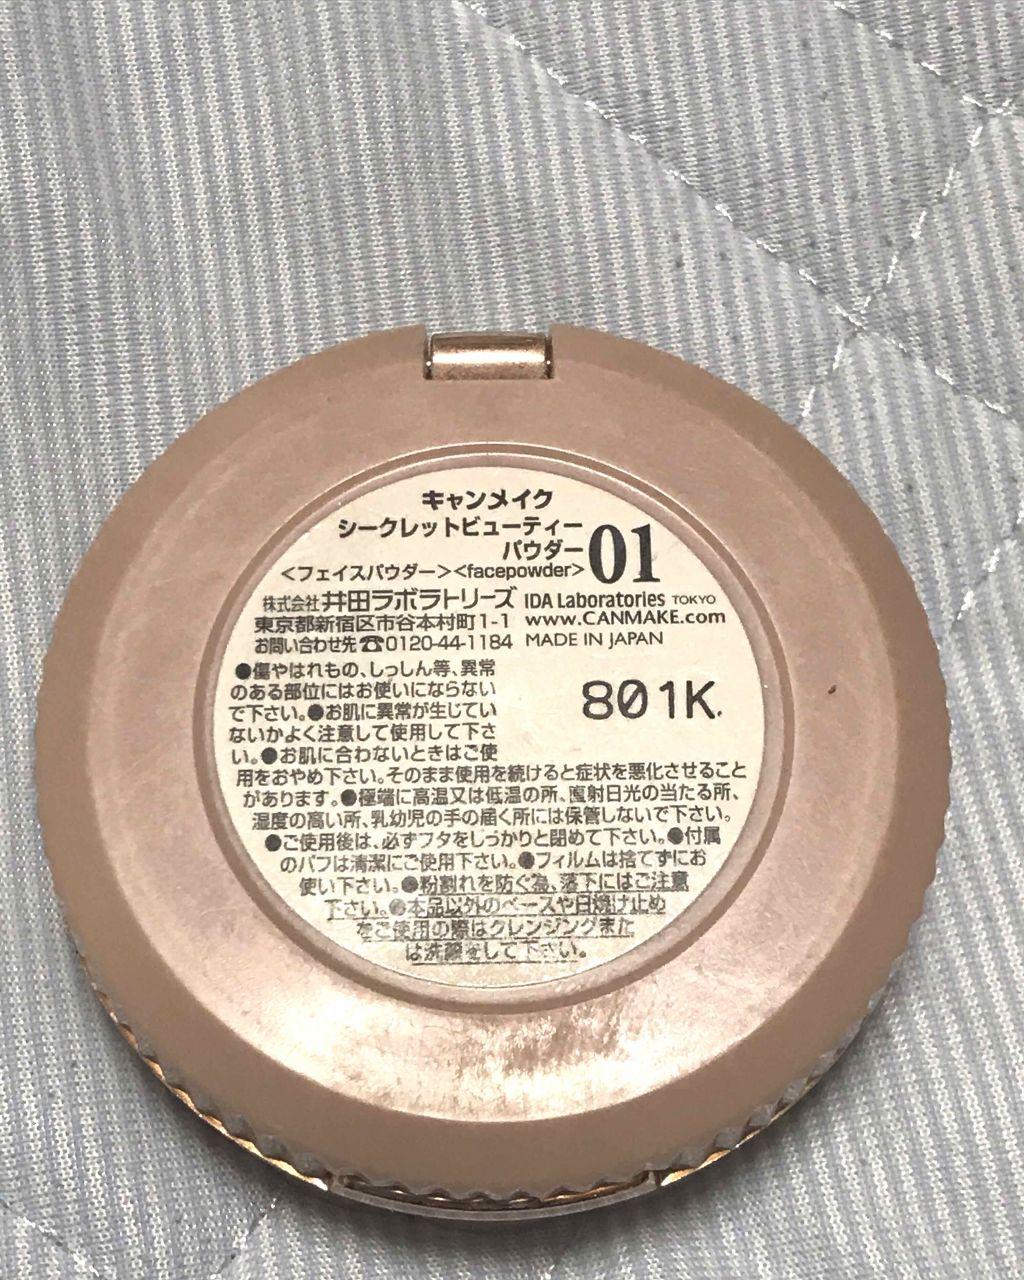 キャンメイク
シークレットビューティー
パウダー 01
<フェイスパウダー><facepowder>
株式会社 井田ラボラトリーズ IDA Laboratories TOKYO
東京都新宿区市谷本村町1-1 www.CANMAKE.com
お問い合わせ先☎0120-44-1184 MADE IN JAPAN
●傷やはれもの、しっしん等、異常
のある部位にはお使いにならない
で下さい。●お肌に異常が生じてい
ないかよく注意して使用して下さ
い。●お肌に合わないときはご使
801K
用をおやめ下さい。そのまま使用を続けると症状を悪化させること
があります。●極端に高温又は低温の所、直射日光の当たる所、
湿度の高い所、乳幼児の手の届く所には保管しないで下さい。
●ご使用後は、必ずフタをしっかりと閉めて下さい。●付属
のパフは清潔にご使用下さい。●フィルムは捨てずにお
使い下さい。●粉割れを防ぐ為、落下にはご注意
下さい。●本品以外のベースや日焼け止め
をご使用の際はクレンジングまた
は洗顔をして下さい。